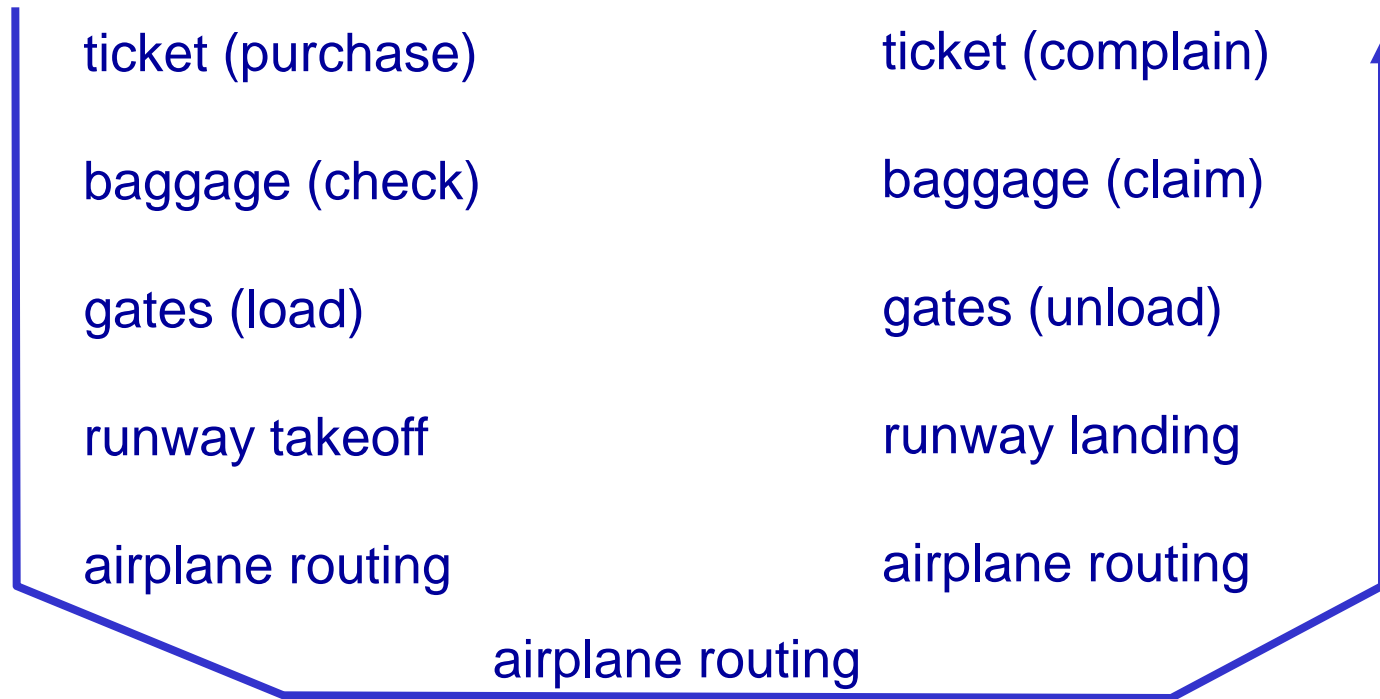 ticket (purchase)
baggage (check)
gates (load)
runway takeoff
airplane routing
airplane routing
ticket (complain)
baggage (claim)
gates (unload)
runway landing
airplane routing